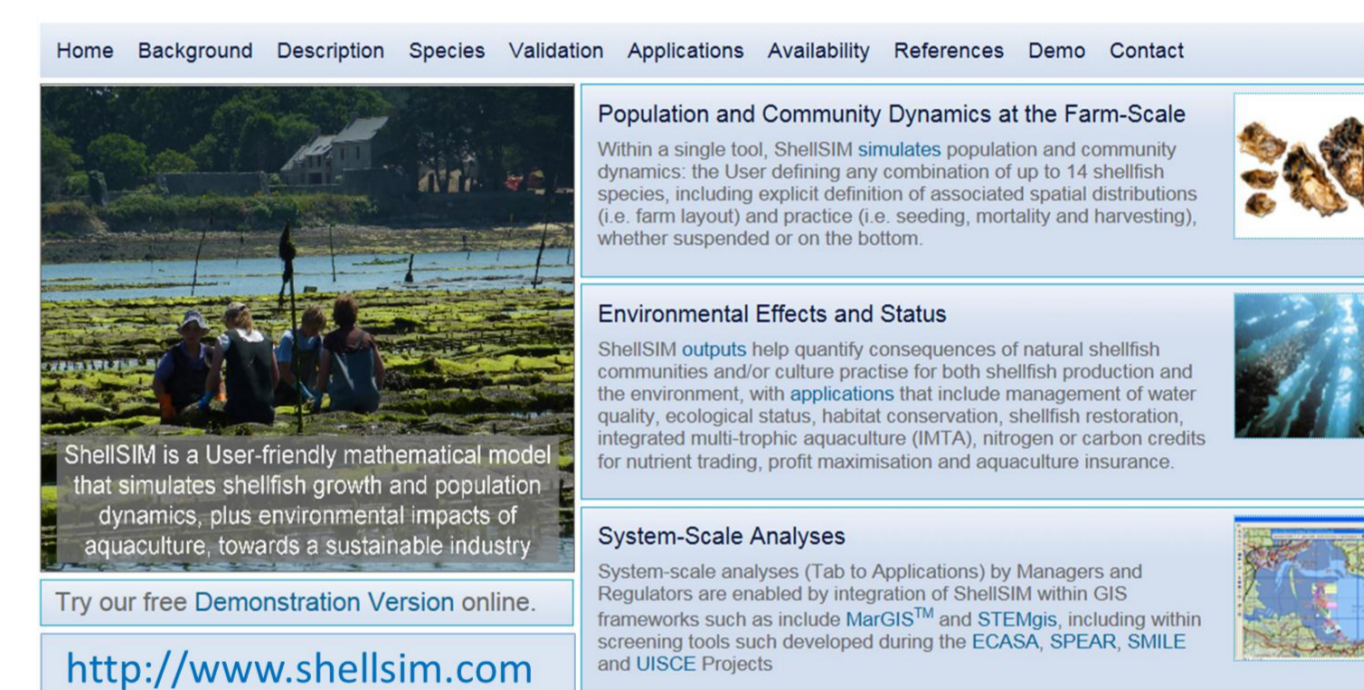 Home Background Description Species Validation Applications Availability References Demo Contact
ShellSIM is a User-friendly mathematical model
that simulates shellfish growth and population
dynamics, plus environmental impacts of
aquaculture, towards a sustainable industry
Try our free Demonstration Version online.
http://www.shellsim.com
Population and Community Dynamics at the Farm-Scale
Within a single tool, ShellSIM simulates population and community
dynamics: the User defining any combination of up to 14 shellfish
species, including explicit definition of associated spatial distributions
(i.e. farm layout) and practice (i.e. seeding, mortality and harvesting),
whether suspended or on the bottom.
Environmental Effects and Status
ShellSIM outputs help quantify consequences of natural shellfish
communities and/or culture practise for both shellfish production and
the environment, with applications that include management of water
quality, ecological status, habitat conservation, shellfish restoration,
integrated multi-trophic aquaculture (IMTA), nitrogen or carbon credits
for nutrient trading, profit maximisation and aquaculture insurance.
System-Scale Analyses
System-scale analyses (Tab to Applications) by Managers and
Regulators are enabled by integration of ShellSIM within GIS
frameworks such as include MarGIS™ and STEMgis, including within
screening tools such developed during the ECASA, SPEAR, SMILE
and UISCE Projects